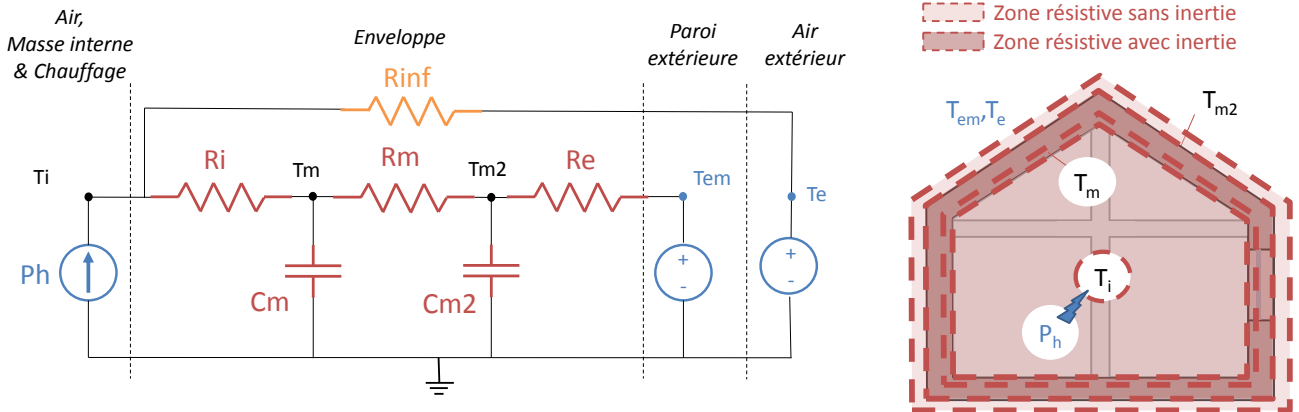 Air,
Masse interne
& Chauffage
Enveloppe
Paroi
extérieure
Air
extérieur
Rinf
Ti
Ri
Tm
Rm
Tm2
Re
Tem
Te
Ph
Cm
Cm2
+
-
+
-
Zone résistive sans inertie
Zone résistive avec inertie
Tem,Te
Tm2
Tm
Ti
Ph